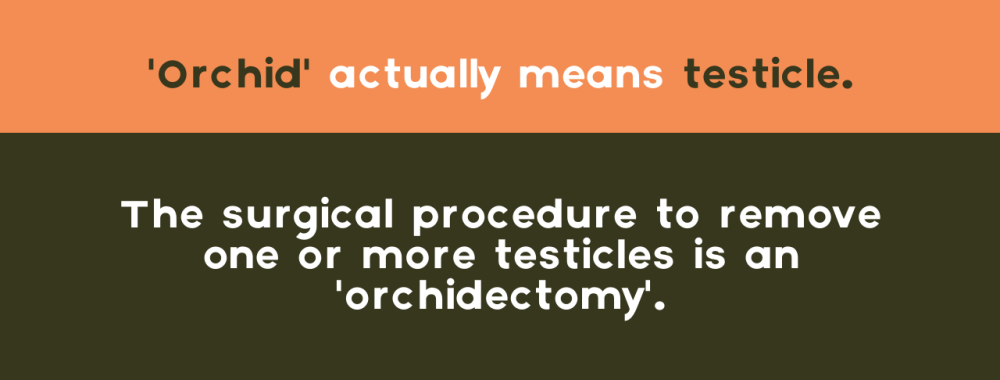 'Orchid' actually means testicle.
The surgical procedure to remove
one or more testicles is an
'orchidectomy'.